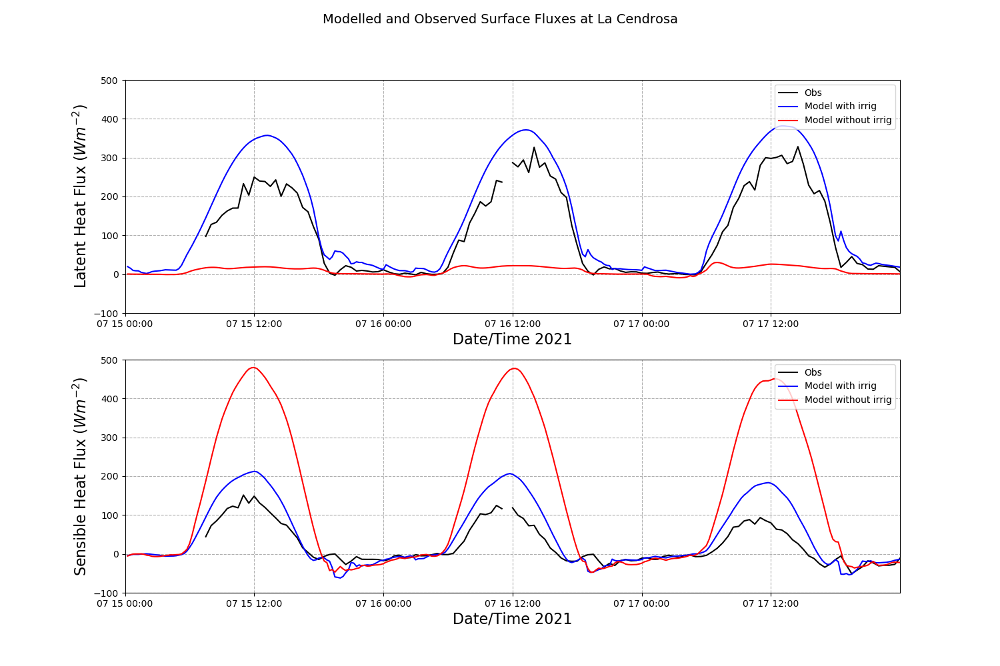 Modelled and Observed Surface Fluxes at La Cendrosa
500
400
300
200
100
0
−100
Latent Heat Flux (Wm⁻²)
Obs
Model with irrig
Model without irrig
07 15 00:00 07 15 12:00 07 16 00:00 07 16 12:00 07 17 00:00 07 17 12:00
Date/Time 2021
500
400
300
200
100
0
−100
Sensible Heat Flux (Wm⁻²)
Obs
Model with irrig
Model without irrig
07 15 00:00 07 15 12:00 07 16 00:00 07 16 12:00 07 17 00:00 07 17 12:00
Date/Time 2021